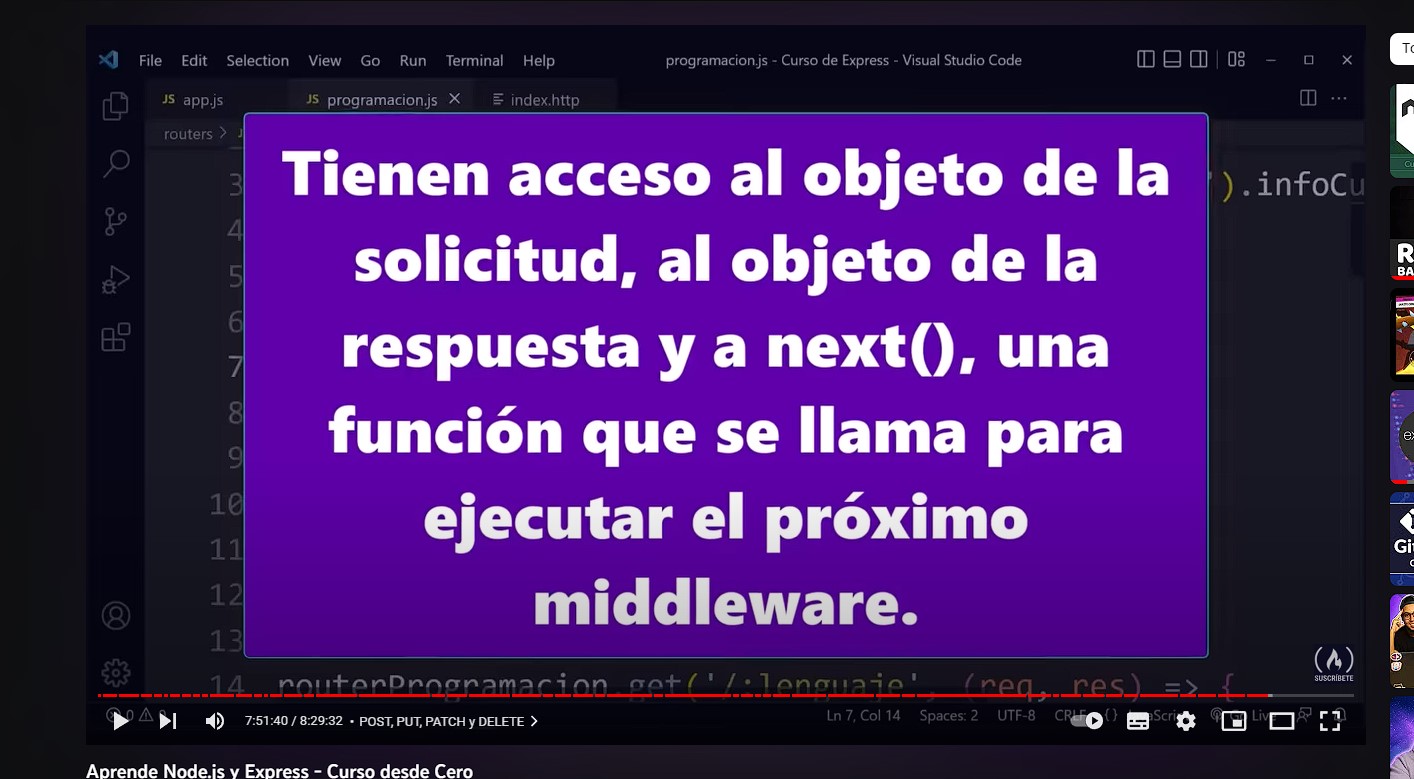 File Edit Selection View Go Run Terminal Help programacion.js - Curso de Express - Visual Studio Code
JS app.js JS programacion.js index.http
routers >
Tienen acceso al objeto de la
solicitud, al objeto de la
respuesta y a next(), una
función que se llama para
ejecutar el próximo
middleware.
3 ').infoCu
4
5
6
7
8
9
10
11
12
13
14 routerProgramacion.get('/:lenguaje', (req, res) => {
SUSCRÍBETE
7:51:40 / 8:29:32 • POST, PUT, PATCH y DELETE >
Ln 7, Col 14 Spaces: 2 UTF-8 CRLF
Aprende Node.js y Express - Curso desde Cero